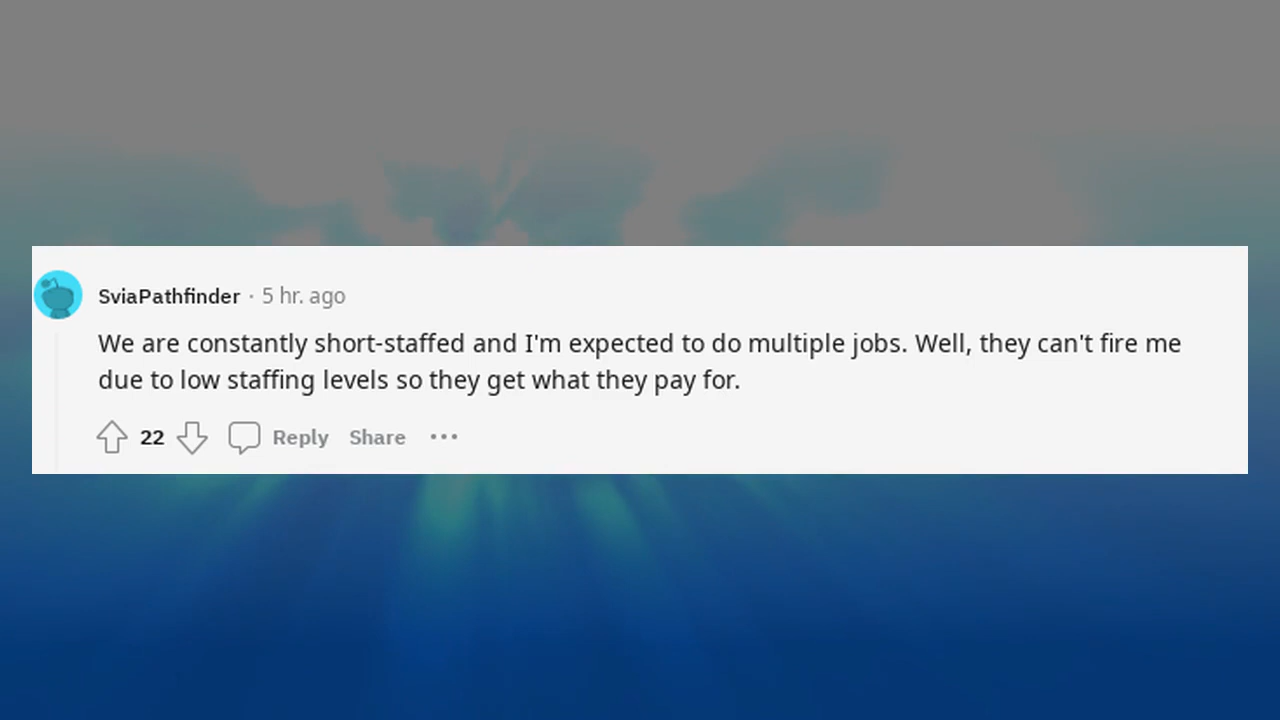 SviaPathfinder · 5 hr. ago
We are constantly short-staffed and I'm expected to do multiple jobs. Well, they can't fire me
due to low staffing levels so they get what they pay for.
22 Reply Share ···